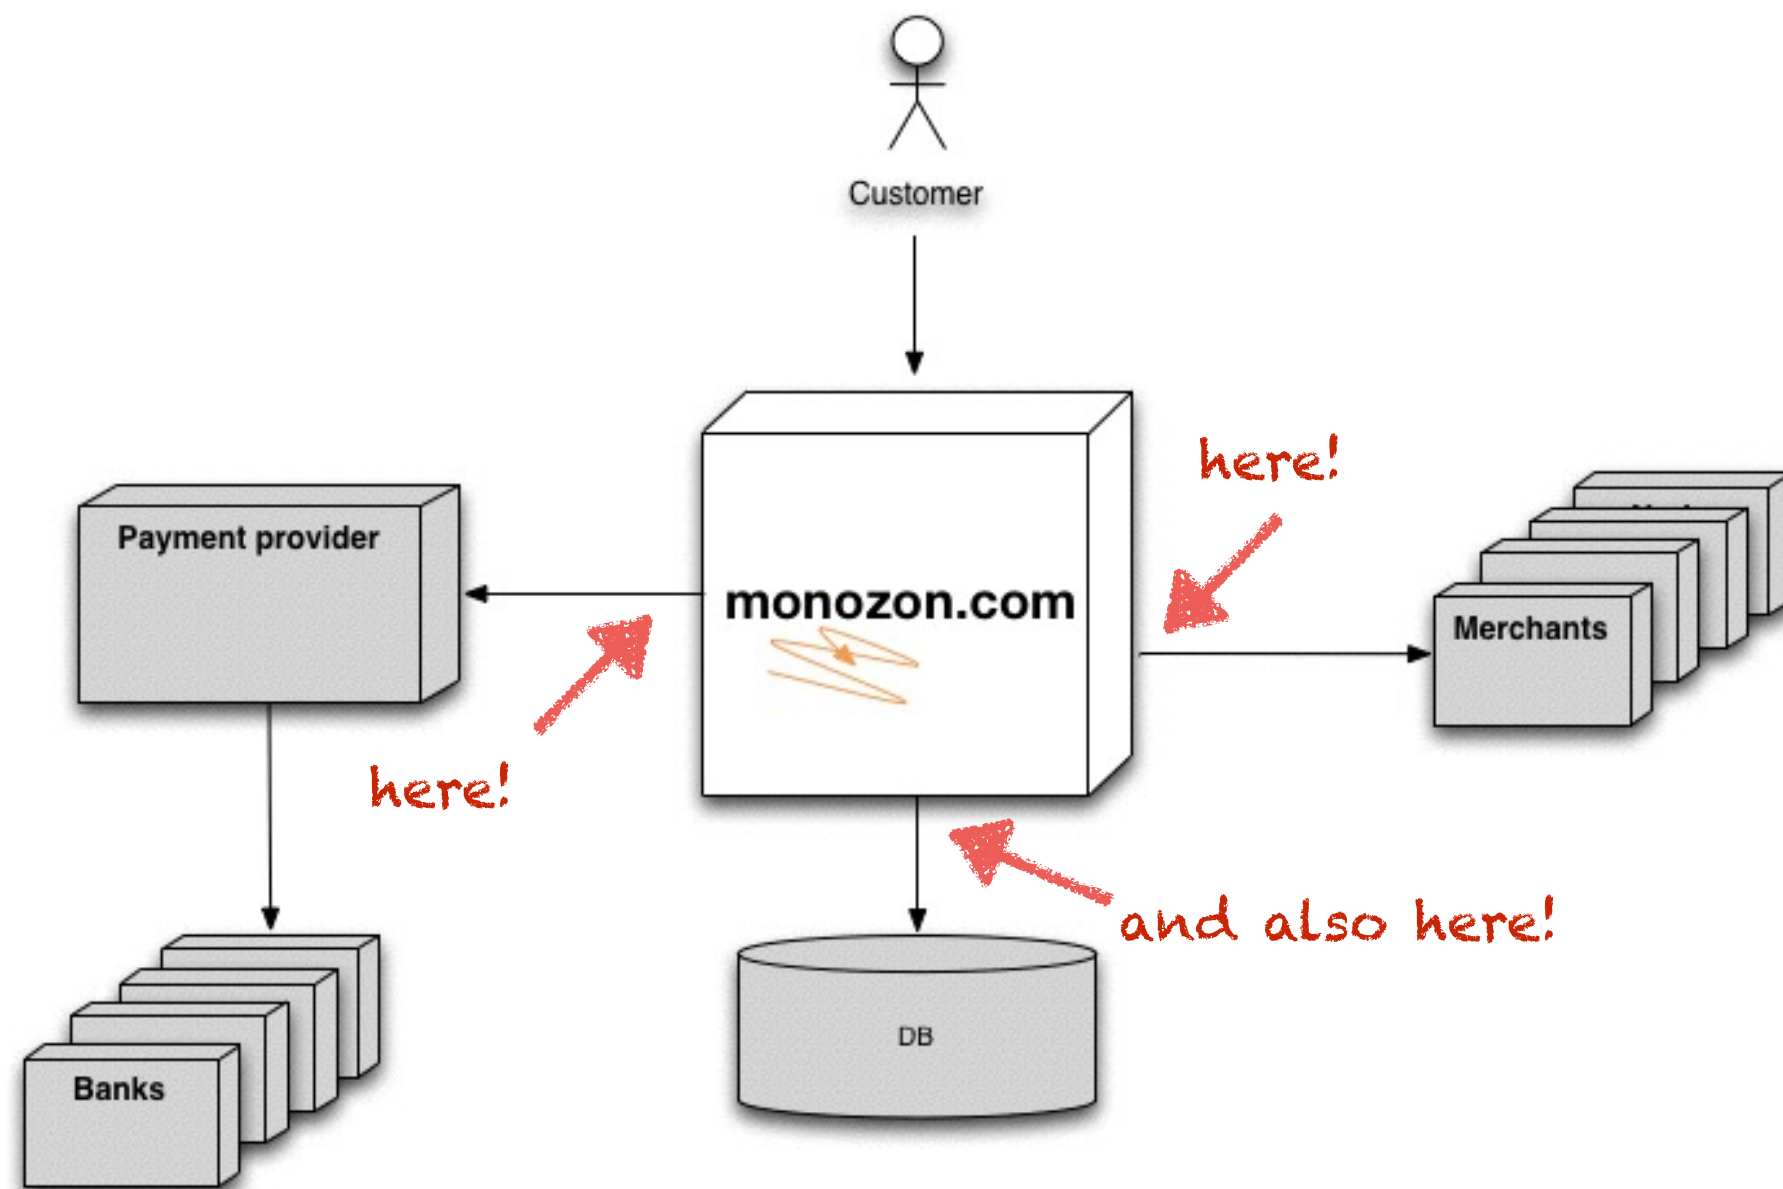 Customer
here!
Payment provider
monozon.com
Merchants
here!
and also here!
DB
Banks